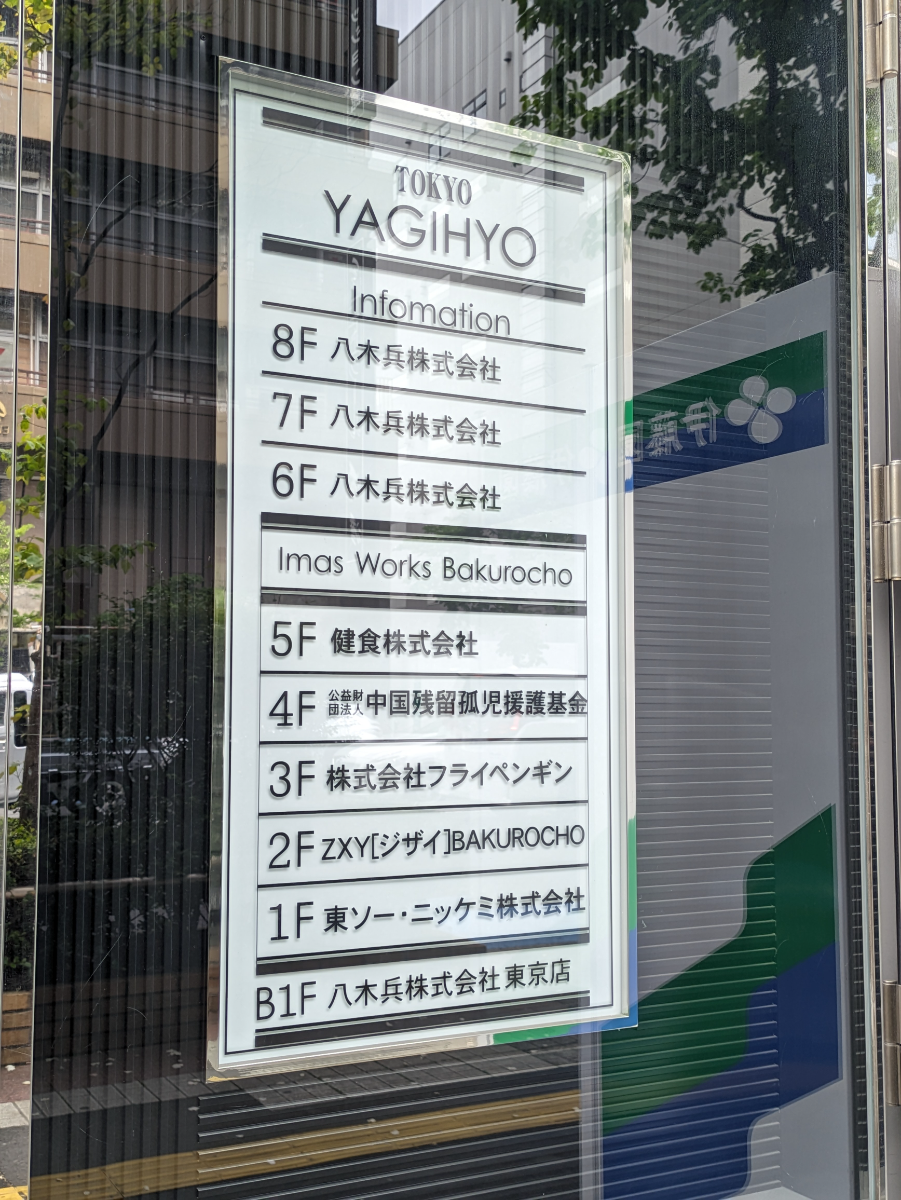 TOKYO
YAGIHYO
Infomation
8F 八木兵株式会社
7F 八木兵株式会社
6F 八木兵株式会社
Imas Works Bakurocho
5F 健食株式会社
4F 公益財団法人 中国残留孤児援護基金
3F 株式会社フライペンギン
2F ZXY[ジザイ]BAKUROCHO
1F 東ソー・ニッケミ株式会社
B1F 八木兵株式会社 東京店
伊藤